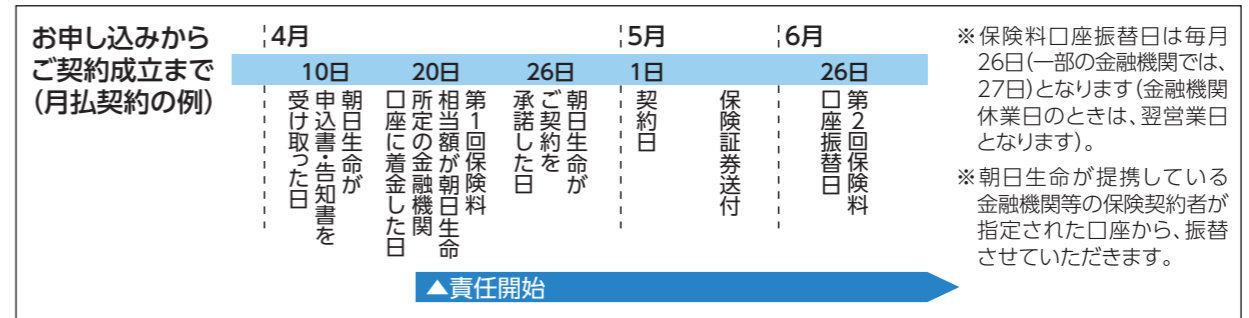 お申し込みから
ご契約成立まで
（月払契約の例）
4月
5月
6月
10日
20日
26日
1日
26日
朝日生命が
申込書・告知書を
受け取った日
第1回保険料
相当額が朝日生命
所定の金融機関
口座に着金した日
朝日生命が
ご契約を
承諾した日
契約日
保険証券送付
第2回保険料
口座振替日
▲責任開始
※保険料口座振替日は毎月
26日（一部の金融機関では、
27日）となります（金融機関
休業日のときは、翌営業日
となります）。
※朝日生命が提携している
金融機関等の保険契約者が
指定された口座から、振替
させていただきます。